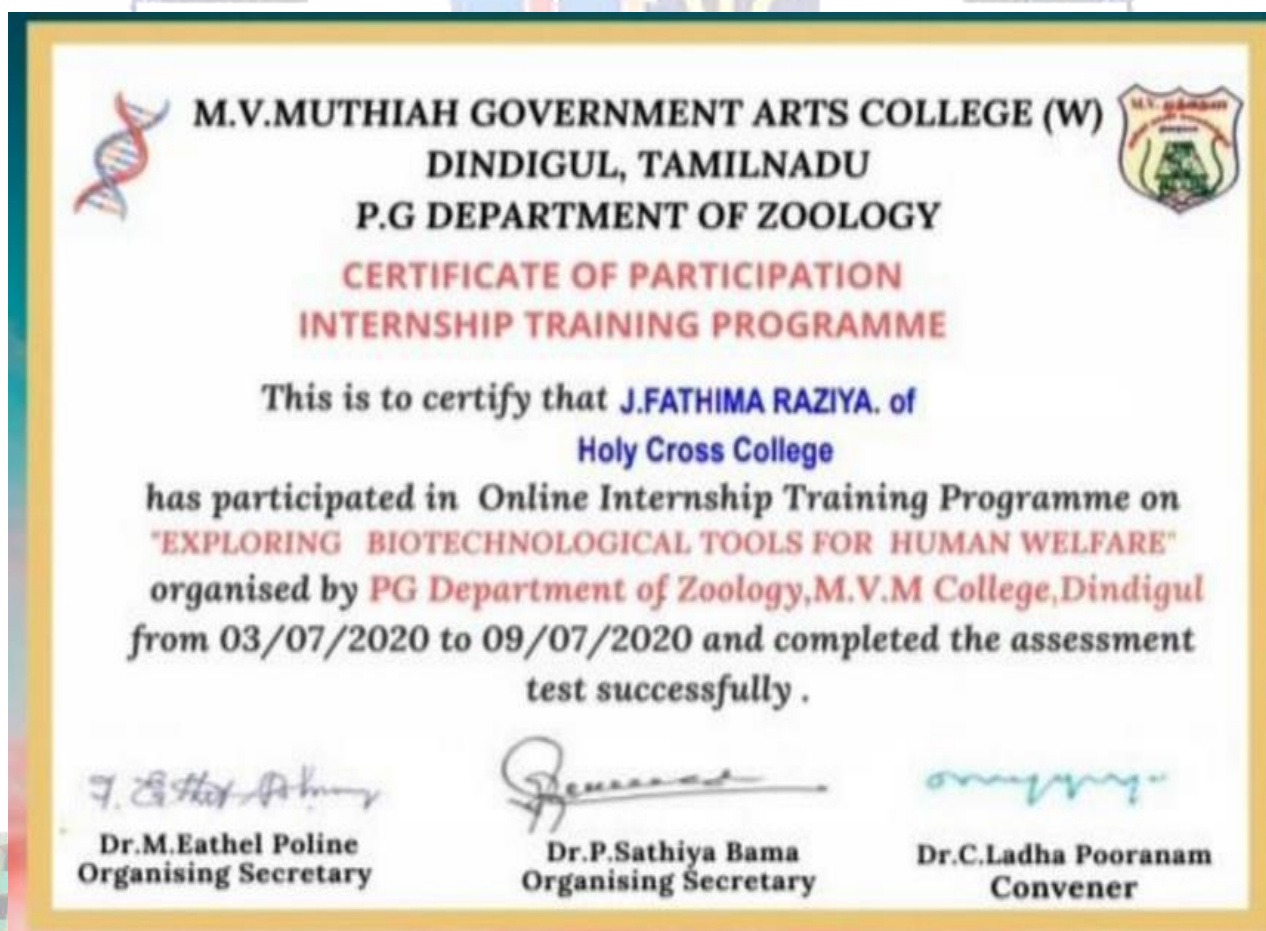 M.V.MUTHIAH GOVERNMENT ARTS COLLEGE (W)
DINDIGUL, TAMILNADU
P.G DEPARTMENT OF ZOOLOGY
CERTIFICATE OF PARTICIPATION
INTERNSHIP TRAINING PROGRAMME
This is to certify that J.FATHIMA RAZIYA. of
Holy Cross College
has participated in Online Internship Training Programme on
"EXPLORING BIOTECHNOLOGICAL TOOLS FOR HUMAN WELFARE"
organised by PG Department of Zoology,M.V.M College,Dindigul
from 03/07/2020 to 09/07/2020 and completed the assessment
test successfully .
Dr.M.Eathel Poline
Organising Secretary
Dr.P.Sathiya Bama
Organising Secretary
Dr.C.Ladha Pooranam
Convener